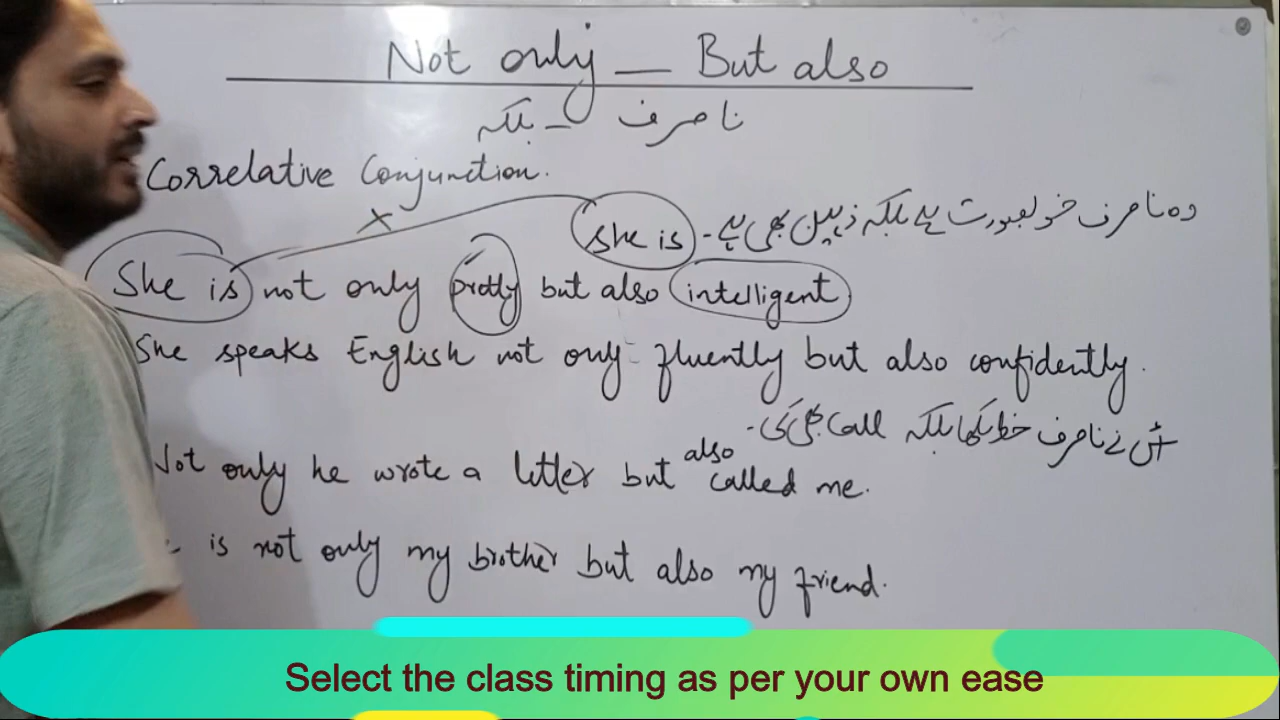 Not only — But also
نا صرف – بلکہ
Correlative Conjunction.
She is - وہ نا صرف خوبصورت ہے بلکہ ذہین بھی ہے
She is not only pretty but also intelligent
She speaks English not only fluently but also confidently.
اُس نے نا صرف خط لکھا بلکہ call بھی کی -
Not only he wrote a letter but also called me.
is not only my brother but also my friend.
Select the class timing as per your own ease